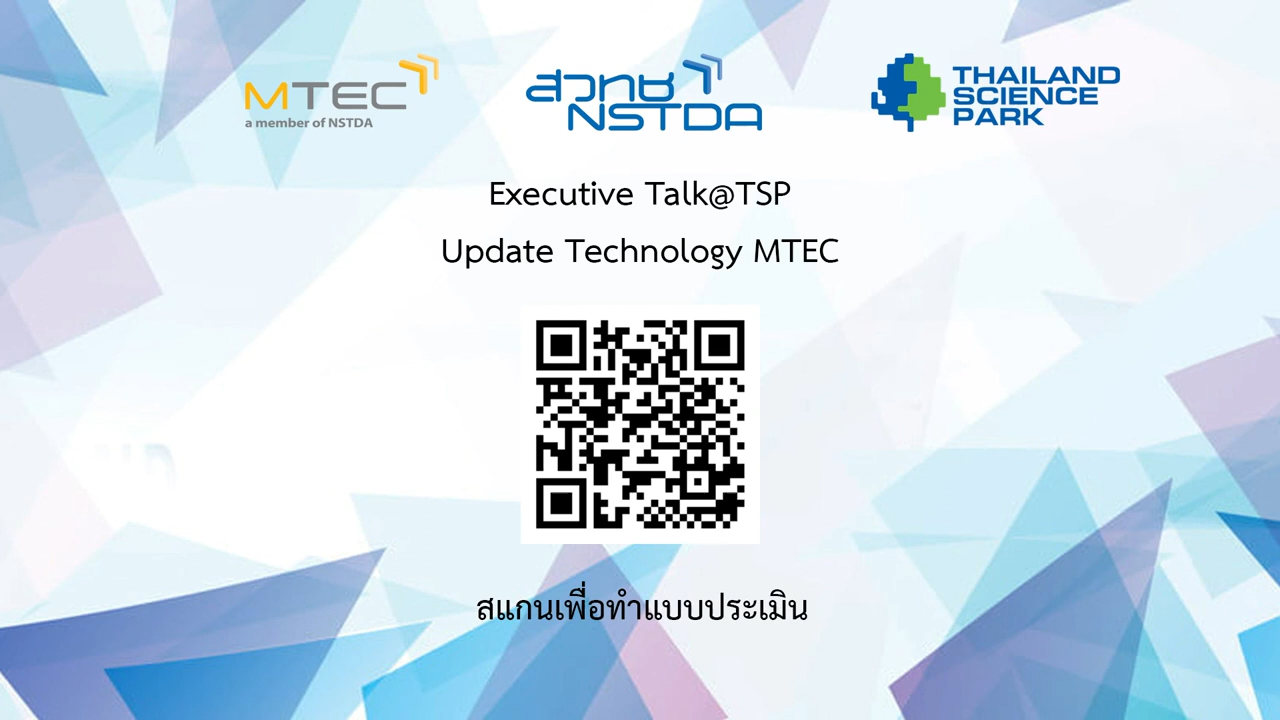 MTEC
a member of NSTDA
สวทช
NSTDA
THAILAND
SCIENCE
PARK
Executive Talk@TSP
Update Technology MTEC
สแกนเพื่อทำแบบประเมิน